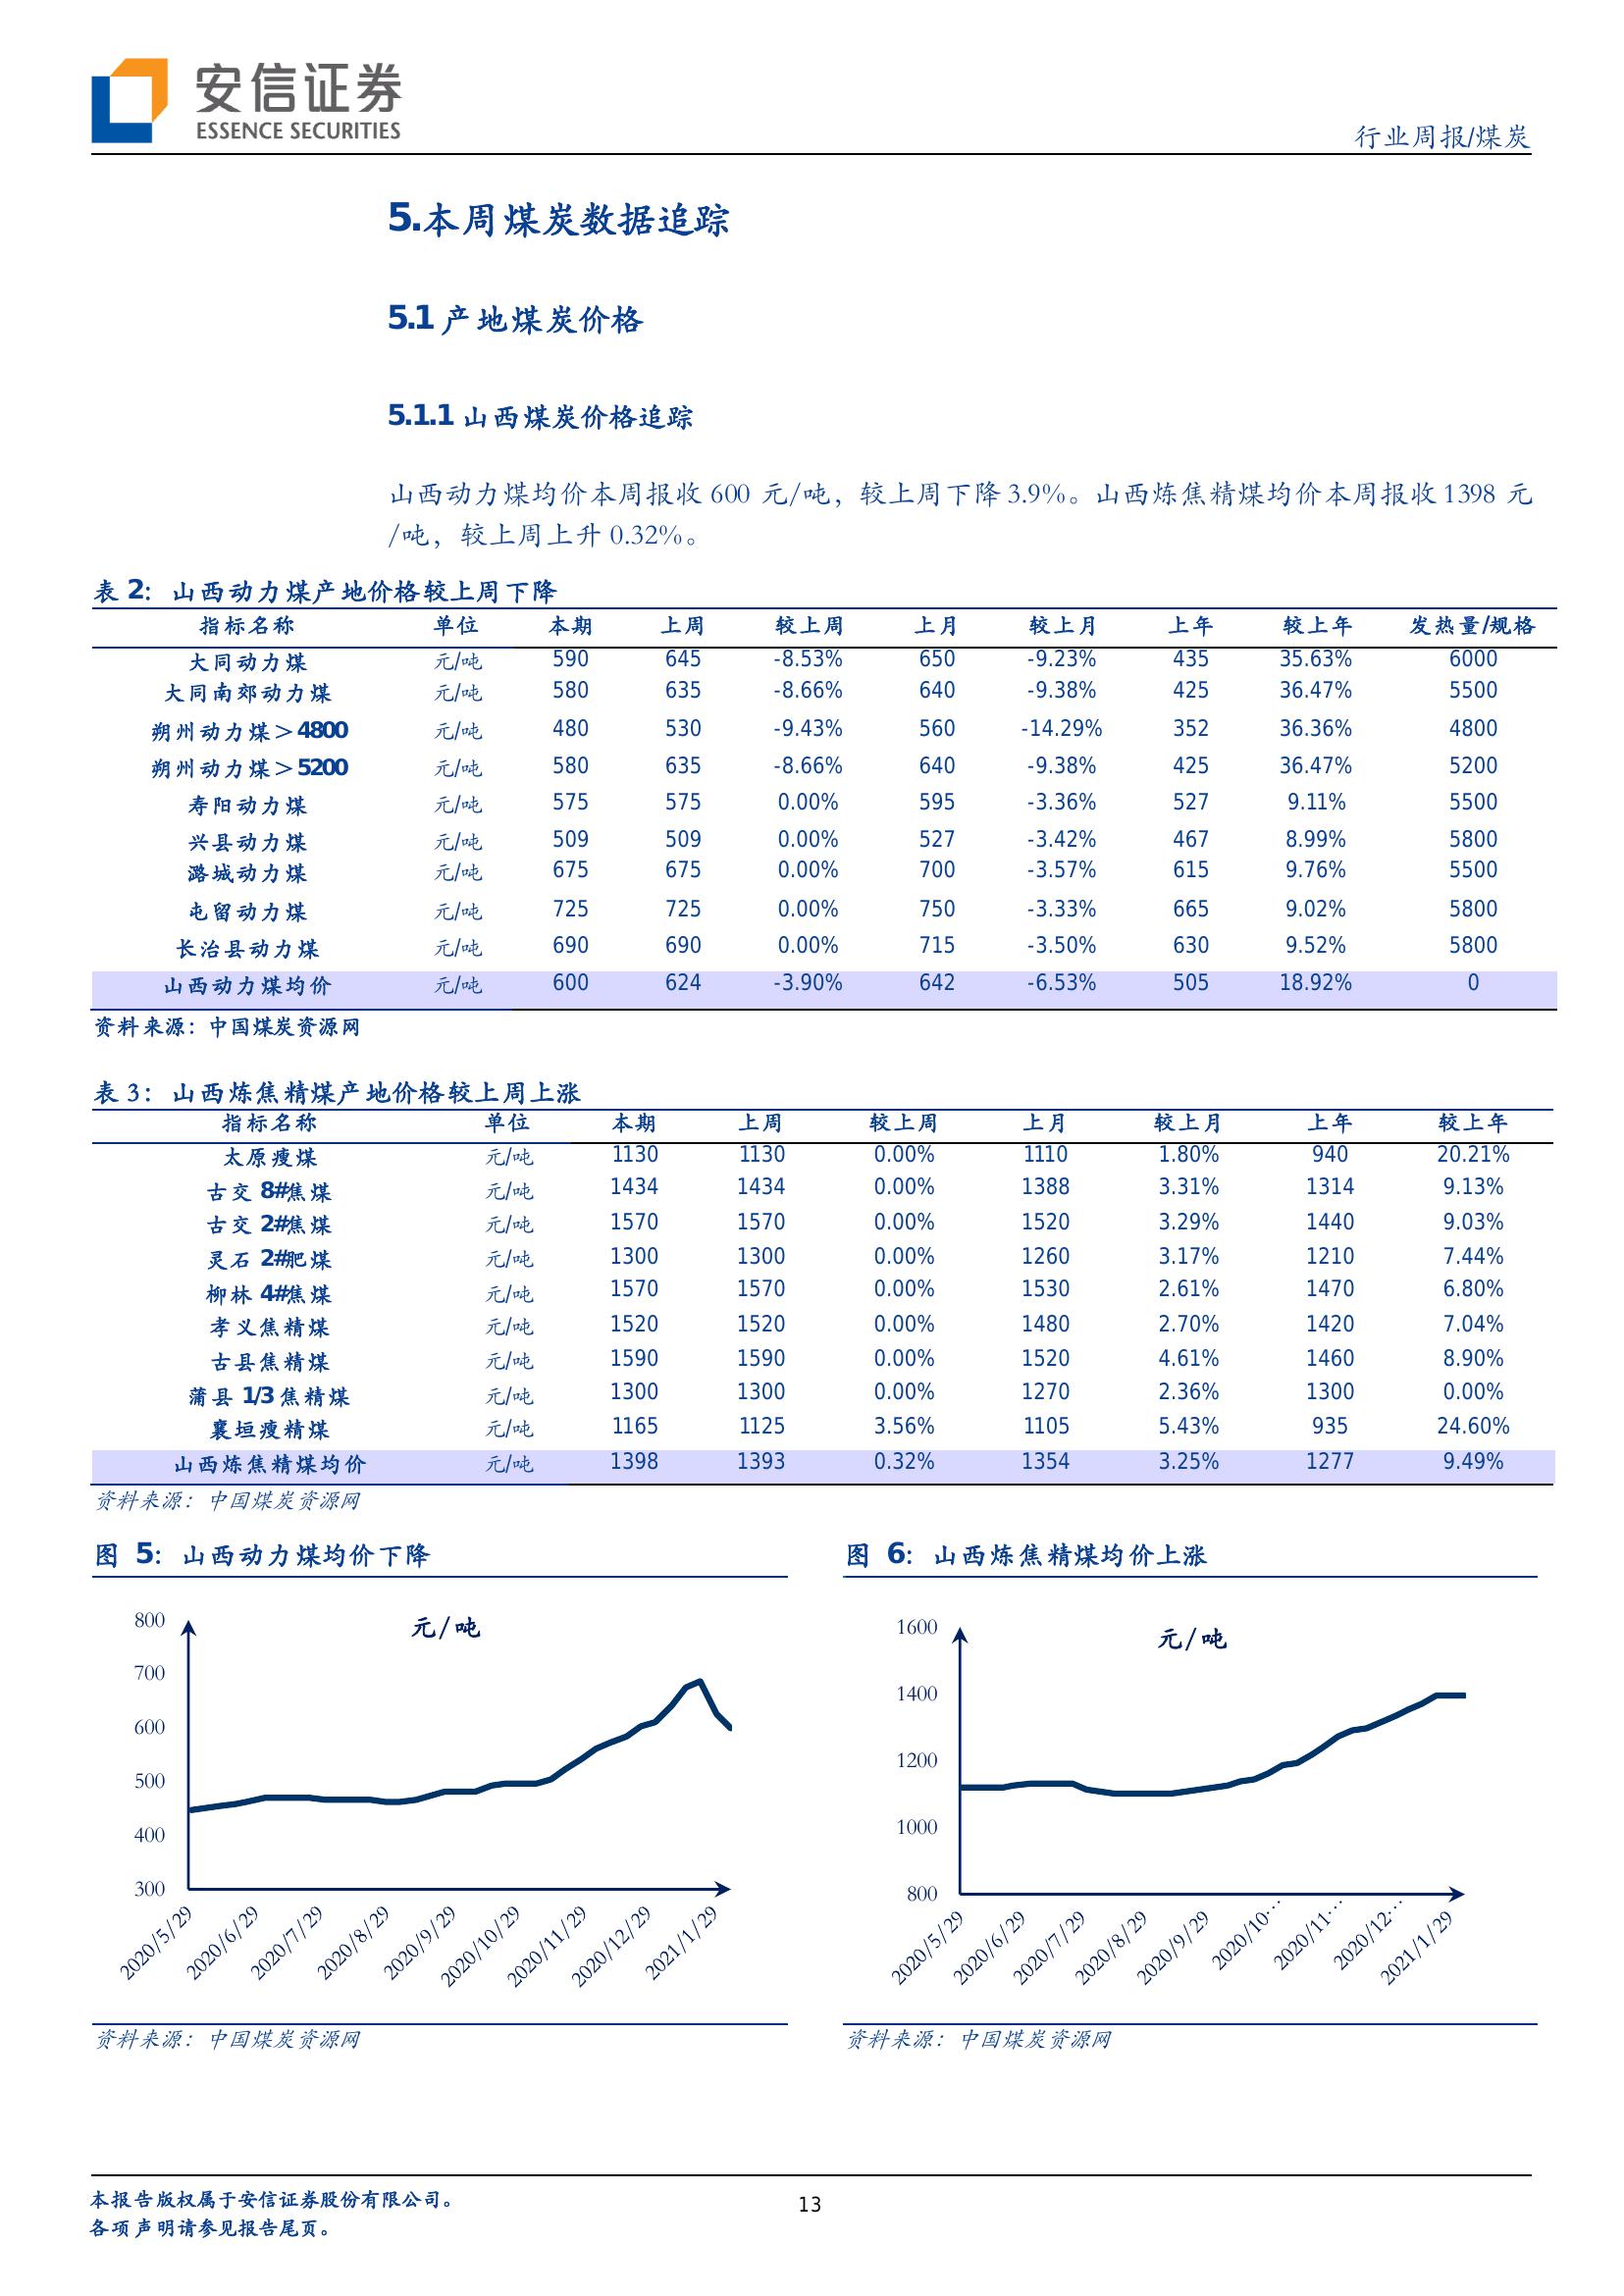 安信证券
ESSENCE SECURITIES
行业周报/煤炭
5.本周煤炭数据追踪
5.1 产地煤炭价格
5.1.1 山西煤炭价格追踪
山西动力煤均价本周报收 600 元/吨，较上周下降 3.9%。山西炼焦精煤均价本周报收 1398 元
/吨，较上周上升 0.32%。
表 2：山西动力煤产地价格较上周下降
指标名称 单位 本期 上周 较上周 上月 较上月 上年 较上年 发热量/规格
大同动力煤 元/吨 590 645 -8.53% 650 -9.23% 435 35.63% 6000
大同南郊动力煤 元/吨 580 635 -8.66% 640 -9.38% 425 36.47% 5500
朔州动力煤＞4800 元/吨 480 530 -9.43% 560 -14.29% 352 36.36% 4800
朔州动力煤＞5200 元/吨 580 635 -8.66% 640 -9.38% 425 36.47% 5200
寿阳动力煤 元/吨 575 575 0.00% 595 -3.36% 527 9.11% 5500
兴县动力煤 元/吨 509 509 0.00% 527 -3.42% 467 8.99% 5800
潞城动力煤 元/吨 675 675 0.00% 700 -3.57% 615 9.76% 5500
屯留动力煤 元/吨 725 725 0.00% 750 -3.33% 665 9.02% 5800
长治县动力煤 元/吨 690 690 0.00% 715 -3.50% 630 9.52% 5800
山西动力煤均价 元/吨 600 624 -3.90% 642 -6.53% 505 18.92% 0
资料来源：中国煤炭资源网
表 3：山西炼焦精煤产地价格较上周上涨
指标名称 单位 本期 上周 较上周 上月 较上月 上年 较上年
太原瘦煤 元/吨 1130 1130 0.00% 1110 1.80% 940 20.21%
古交 8#焦煤 元/吨 1434 1434 0.00% 1388 3.31% 1314 9.13%
古交 2#焦煤 元/吨 1570 1570 0.00% 1520 3.29% 1440 9.03%
灵石 2#肥煤 元/吨 1300 1300 0.00% 1260 3.17% 1210 7.44%
柳林 4#焦煤 元/吨 1570 1570 0.00% 1530 2.61% 1470 6.80%
孝义焦精煤 元/吨 1520 1520 0.00% 1480 2.70% 1420 7.04%
古县焦精煤 元/吨 1590 1590 0.00% 1520 4.61% 1460 8.90%
蒲县 1/3 焦精煤 元/吨 1300 1300 0.00% 1270 2.36% 1300 0.00%
襄垣瘦精煤 元/吨 1165 1125 3.56% 1105 5.43% 935 24.60%
山西炼焦精煤均价 元/吨 1398 1393 0.32% 1354 3.25% 1277 9.49%
资料来源：中国煤炭资源网
图 5：山西动力煤均价下降
元/吨
800
700
600
500
400
300
2020/5/29 2020/6/29 2020/7/29 2020/8/29 2020/9/29 2020/10/29 2020/11/29 2020/12/29 2021/1/29
资料来源：中国煤炭资源网
图 6：山西炼焦精煤均价上涨
元/吨
1600
1400
1200
1000
800
2020/5/29 2020/6/29 2020/7/29 2020/8/29 2020/9/29 2020/10… 2020/11… 2020/12… 2021/1/29
资料来源：中国煤炭资源网
本报告版权属于安信证券股份有限公司。
各项声明请参见报告尾页。
13